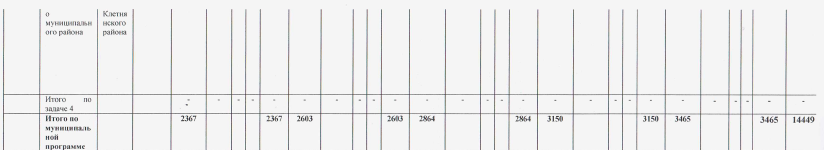 о Клетня
муниципальн нского
ого района района
Итого по - - - - - - - - - - - - - - - - - - - - - - - - - -
задаче 4
Итого по 2367 2367 2603 2603 2864 2864 3150 3150 3465 3465 14449
муниципаль
ной
программе